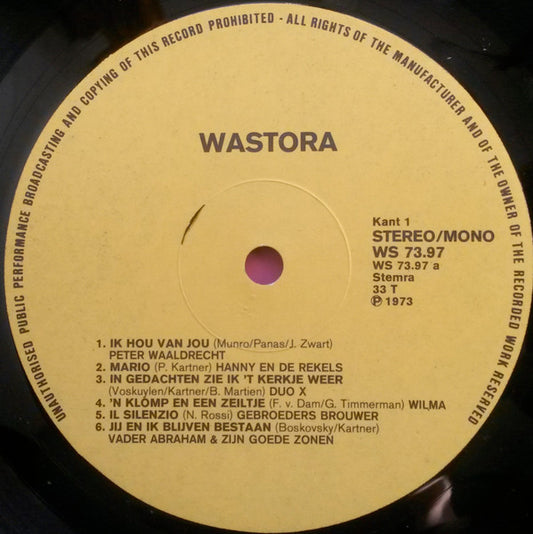 UNAUTHORISED PUBLIC PERFORMANCE BROADCASTING AND COPYING OF THIS RECORD PROHIBITED - ALL RIGHTS OF THE MANUFACTURER AND OF THE OWNER OF THE RECORDED WORK RESERVED
WASTORA
Kant 1
STEREO/MONO
WS 73.97
WS 73.97 a
Stemra
33 T
Ⓟ 1973
1. IK HOU VAN JOU (Munro/Panas/J. Zwart)
PETER WAALDRECHT
2. MARIO (P. Kartner) HANNY EN DE REKELS
3. IN GEDACHTEN ZIE IK 'T KERKJE WEER
(Voskuylen/Kartner/B. Martien) DUO X
4. 'N KLOMP EN EEN ZEILTJE (F. v. Dam/G. Timmerman) WILMA
5. IL SILENZIO (N. Rossi) GEBROEDERS BROUWER
6. JIJ EN IK BLIJVEN BESTAAN (Boskovsky/Kartner)
VADER ABRAHAM & ZIJN GOEDE ZONEN